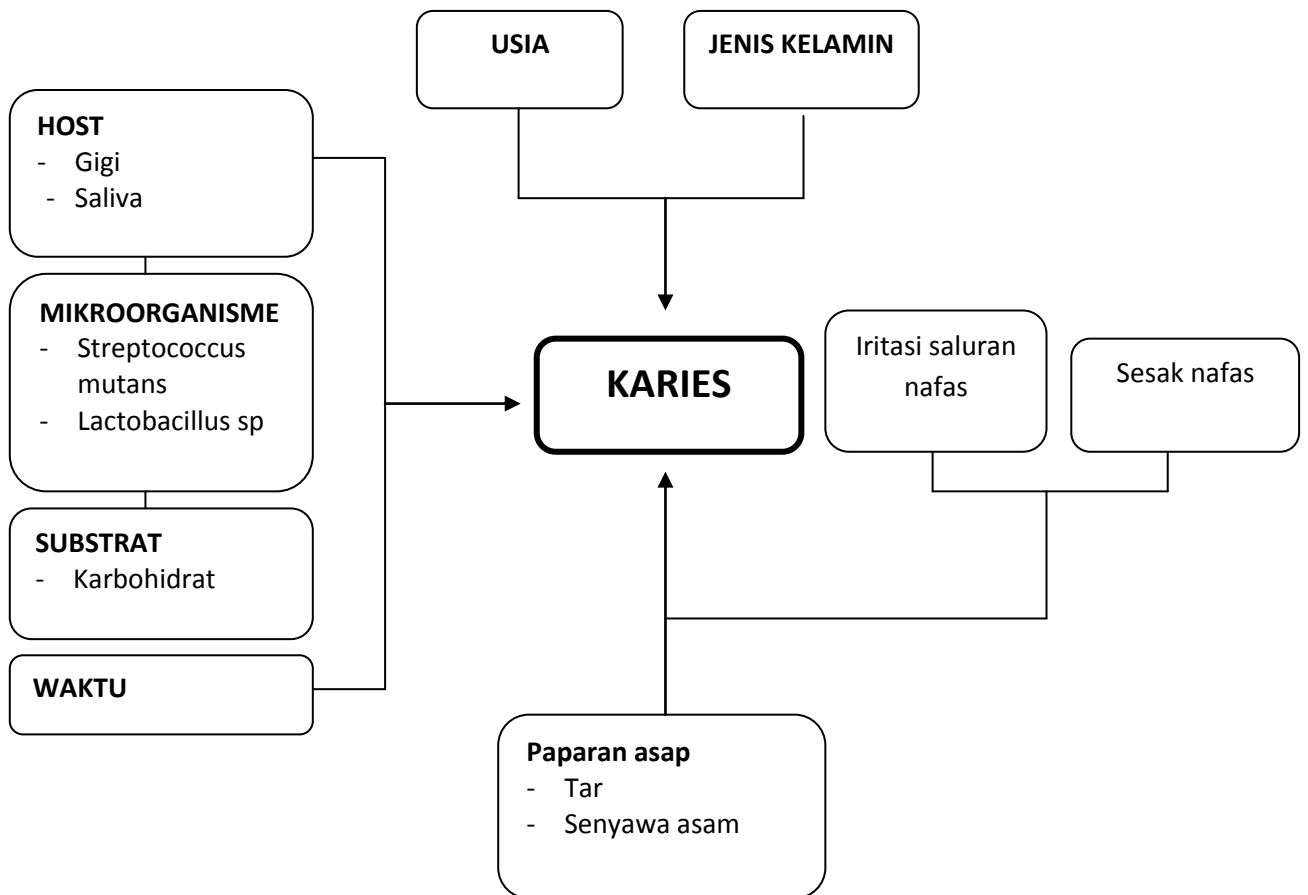 USIA
JENIS KELAMIN
HOST
- Gigi
- Saliva
MIKROORGANISME
- Streptococcus
mutans
- Lactobacillus sp
SUBSTRAT
- Karbohidrat
WAKTU
KARIES
Iritasi saluran
nafas
Sesak nafas
Paparan asap
- Tar
- Senyawa asam